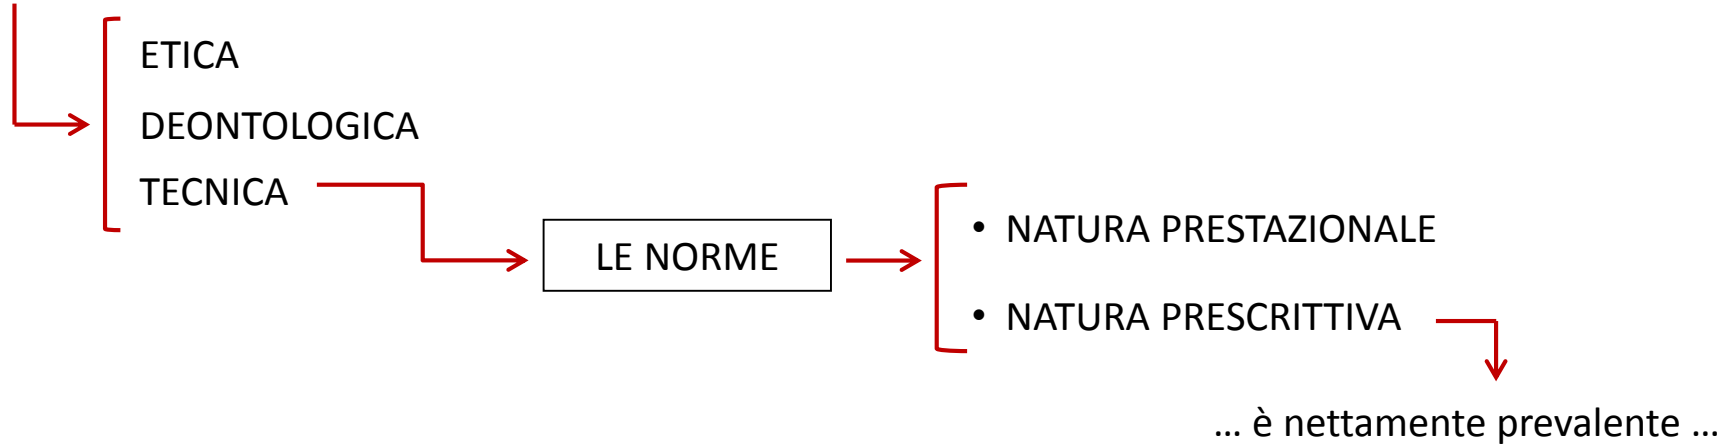 ETICA
DEONTOLOGICA
TECNICA
LE NORME
• NATURA PRESTAZIONALE
• NATURA PRESCRITTIVA
... è nettamente prevalente ...